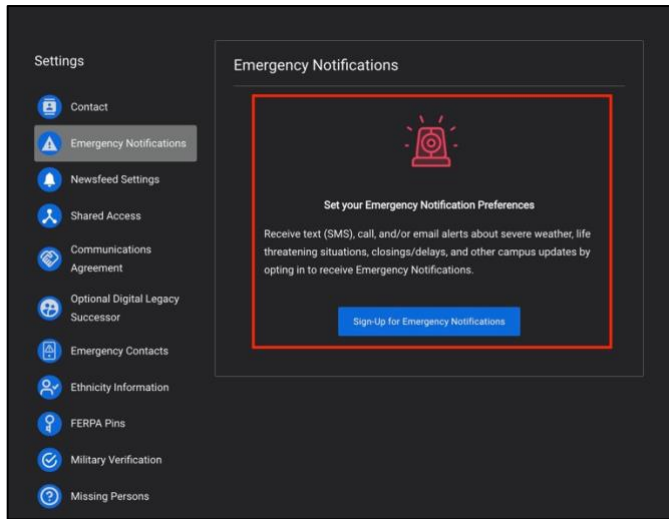 Settings
Contact
Emergency Notifications
Newsfeed Settings
Shared Access
Communications
Agreement
Optional Digital Legacy
Successor
Emergency Contacts
Ethnicity Information
FERPA Pins
Military Verification
Missing Persons
Emergency Notifications
Set your Emergency Notification Preferences
Receive text (SMS), call, and/or email alerts about severe weather, life
threatening situations, closings/delays, and other campus updates by
opting in to receive Emergency Notifications.
Sign-Up for Emergency Notifications